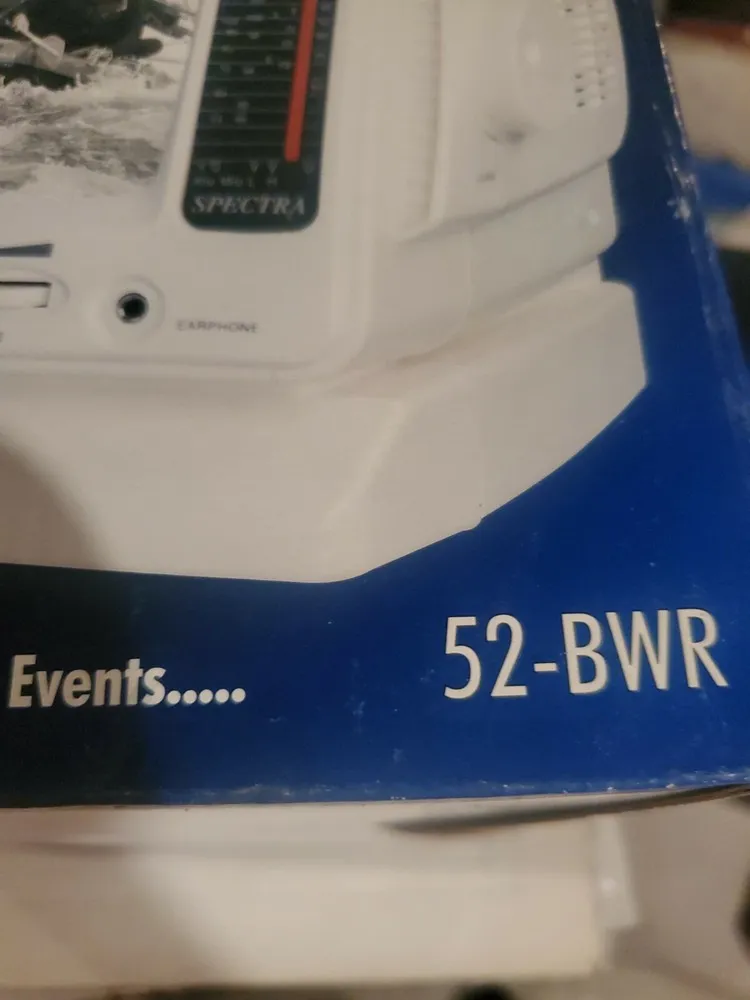 SPECTRA
EARPHONE
Events.....
52-BWR